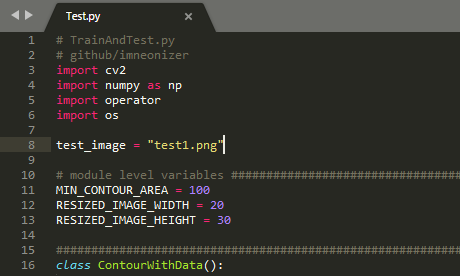 Test.py ×
1 # TrainAndTest.py
2 # github/imneonizer
3 import cv2
4 import numpy as np
5 import operator
6 import os
7
8 test_image = "test1.png"
9
10 # module level variables ##################################
11 MIN_CONTOUR_AREA = 100
12 RESIZED_IMAGE_WIDTH = 20
13 RESIZED_IMAGE_HEIGHT = 30
14
15 ##########################################################
16 class ContourWithData():